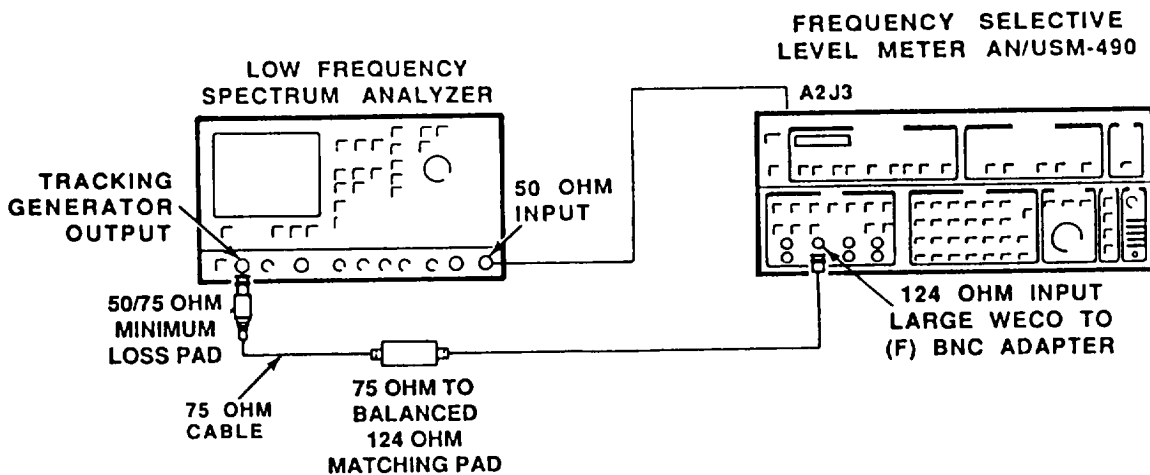 FREQUENCY SELECTIVE
LEVEL METER AN/USM-490
LOW FREQUENCY
SPECTRUM ANALYZER
A2J3
TRACKING
GENERATOR
OUTPUT
50 OHM
INPUT
50/75 OHM
MINIMUM
LOSS PAD
124 OHM INPUT
LARGE WECO TO
(F) BNC ADAPTER
75 OHM
CABLE
75 OHM TO
BALANCED
124 OHM
MATCHING PAD